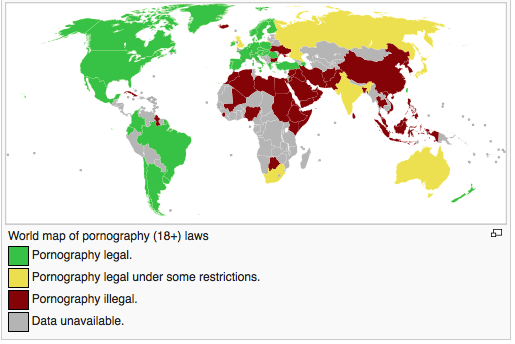 World map of pornography (18+) laws
Pornography legal.
Pornography legal under some restrictions.
Pornography illegal.
Data unavailable.